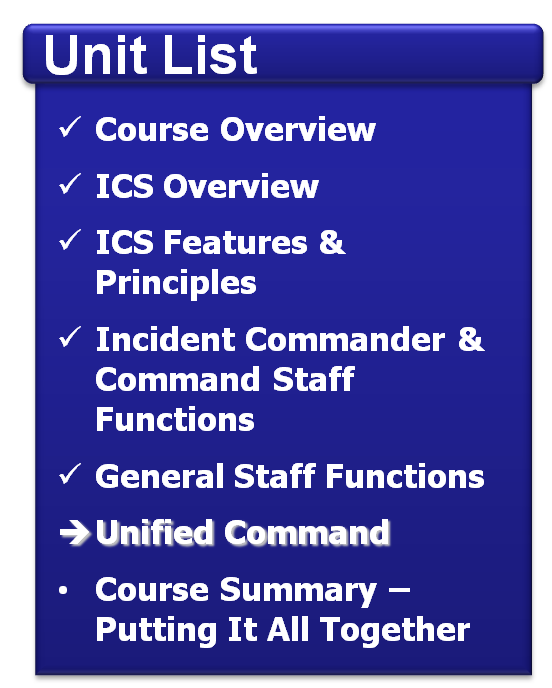 Unit List
✓ Course Overview
✓ ICS Overview
✓ ICS Features &
Principles
✓ Incident Commander &
Command Staff
Functions
✓ General Staff Functions
➔ Unified Command
• Course Summary –
Putting It All Together